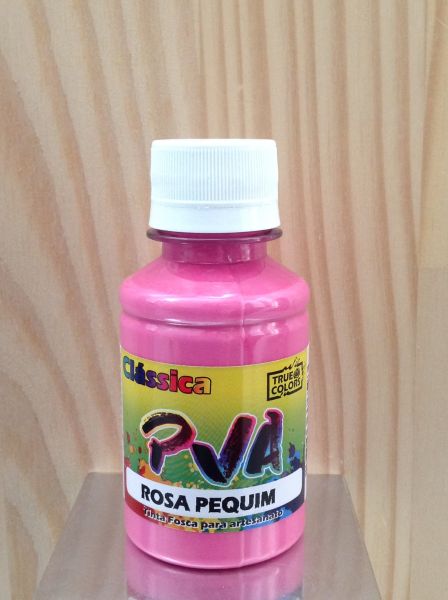 Clássica
TRUE
COLORS
PVA
ROSA PEQUIM
Tinta Fosca para artesanato